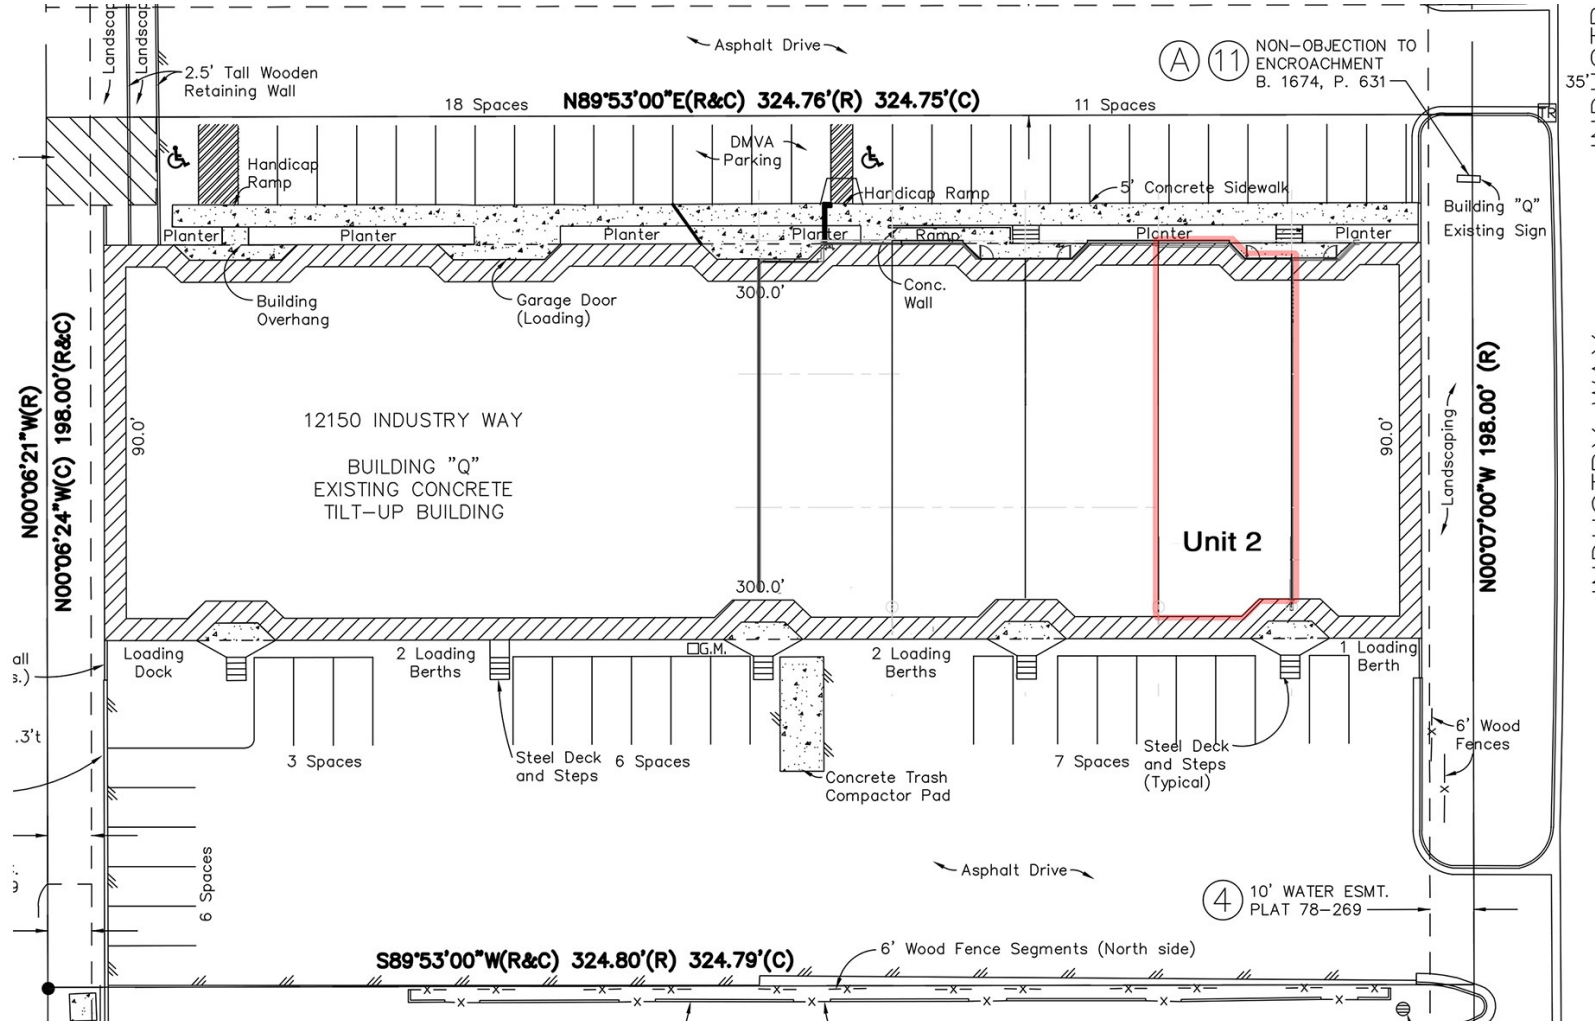 Landscap
Landscap
2.5' Tall Wooden
Retaining Wall
Asphalt Drive
18 Spaces
N89°53'00"E(R&C) 324.76'(R) 324.75'(C)
11 Spaces
A
11
NON-OBJECTION TO
ENCROACHMENT
B. 1674, P. 631
35'
TR
DMVA
Parking
Handicap
Ramp
Handicap Ramp
5' Concrete Sidewalk
Building "Q"
Existing Sign
Planter
Planter
Planter
Planter
Ramp
Planter
Planter
Building
Overhang
Garage Door
(Loading)
300.0'
Conc.
Wall
N00°06'21"W(R)
N00°06'24"W(C) 198.00'(R&C)
90.0'
12150 INDUSTRY WAY
BUILDING "Q"
EXISTING CONCRETE
TILT-UP BUILDING
Unit 2
90.0'
Landscaping
N00°07'00"W 198.00' (R)
INDUSTRY WAY
300.0'
all
s.)
Loading
Dock
2 Loading
Berths
G.M.
2 Loading
Berths
1 Loading
Berth
.3't
3 Spaces
Steel Deck
and Steps
6 Spaces
Concrete Trash
Compactor Pad
7 Spaces
Steel Deck
and Steps
(Typical)
6' Wood
Fences
6 Spaces
Asphalt Drive
4
10' WATER ESMT.
PLAT 78-269
S89°53'00"W(R&C) 324.80'(R) 324.79'(C)
6' Wood Fence Segments (North side)